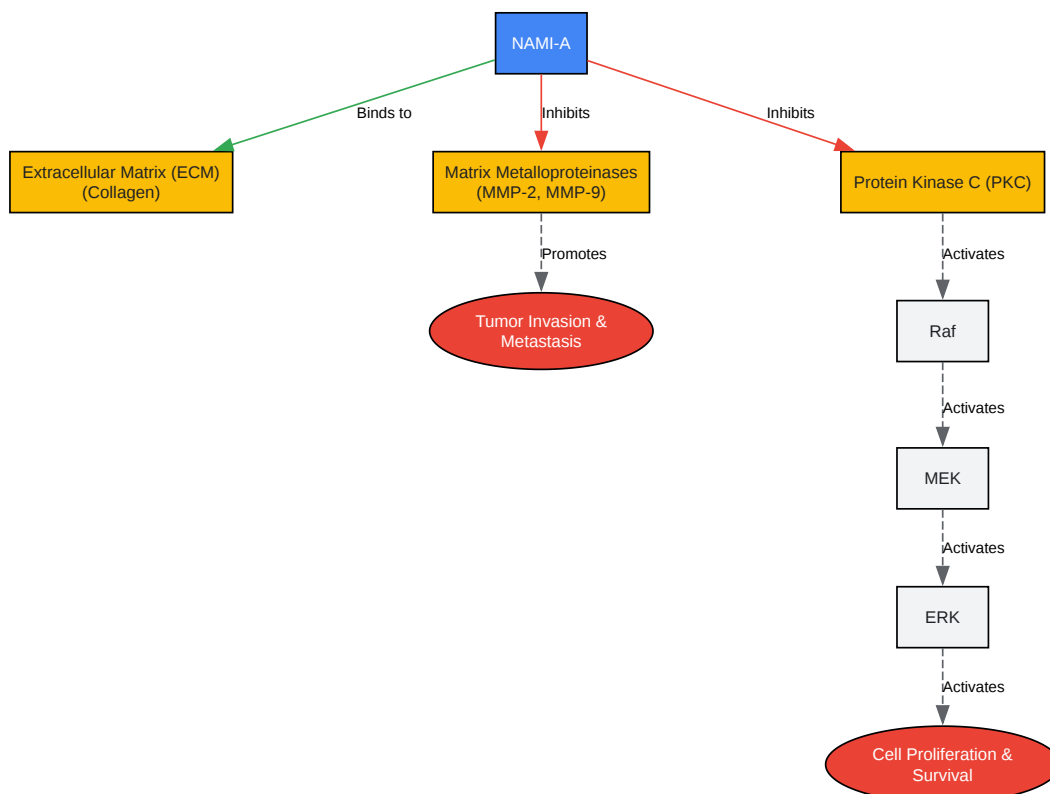 NAMI-A
Binds to
Inhibits
Inhibits
Extracellular Matrix (ECM)
(Collagen)
Matrix Metalloproteinases
(MMP-2, MMP-9)
Protein Kinase C (PKC)
Promotes
Activates
Tumor Invasion &
Metastasis
Raf
Activates
MEK
Activates
ERK
Activates
Cell Proliferation &
Survival